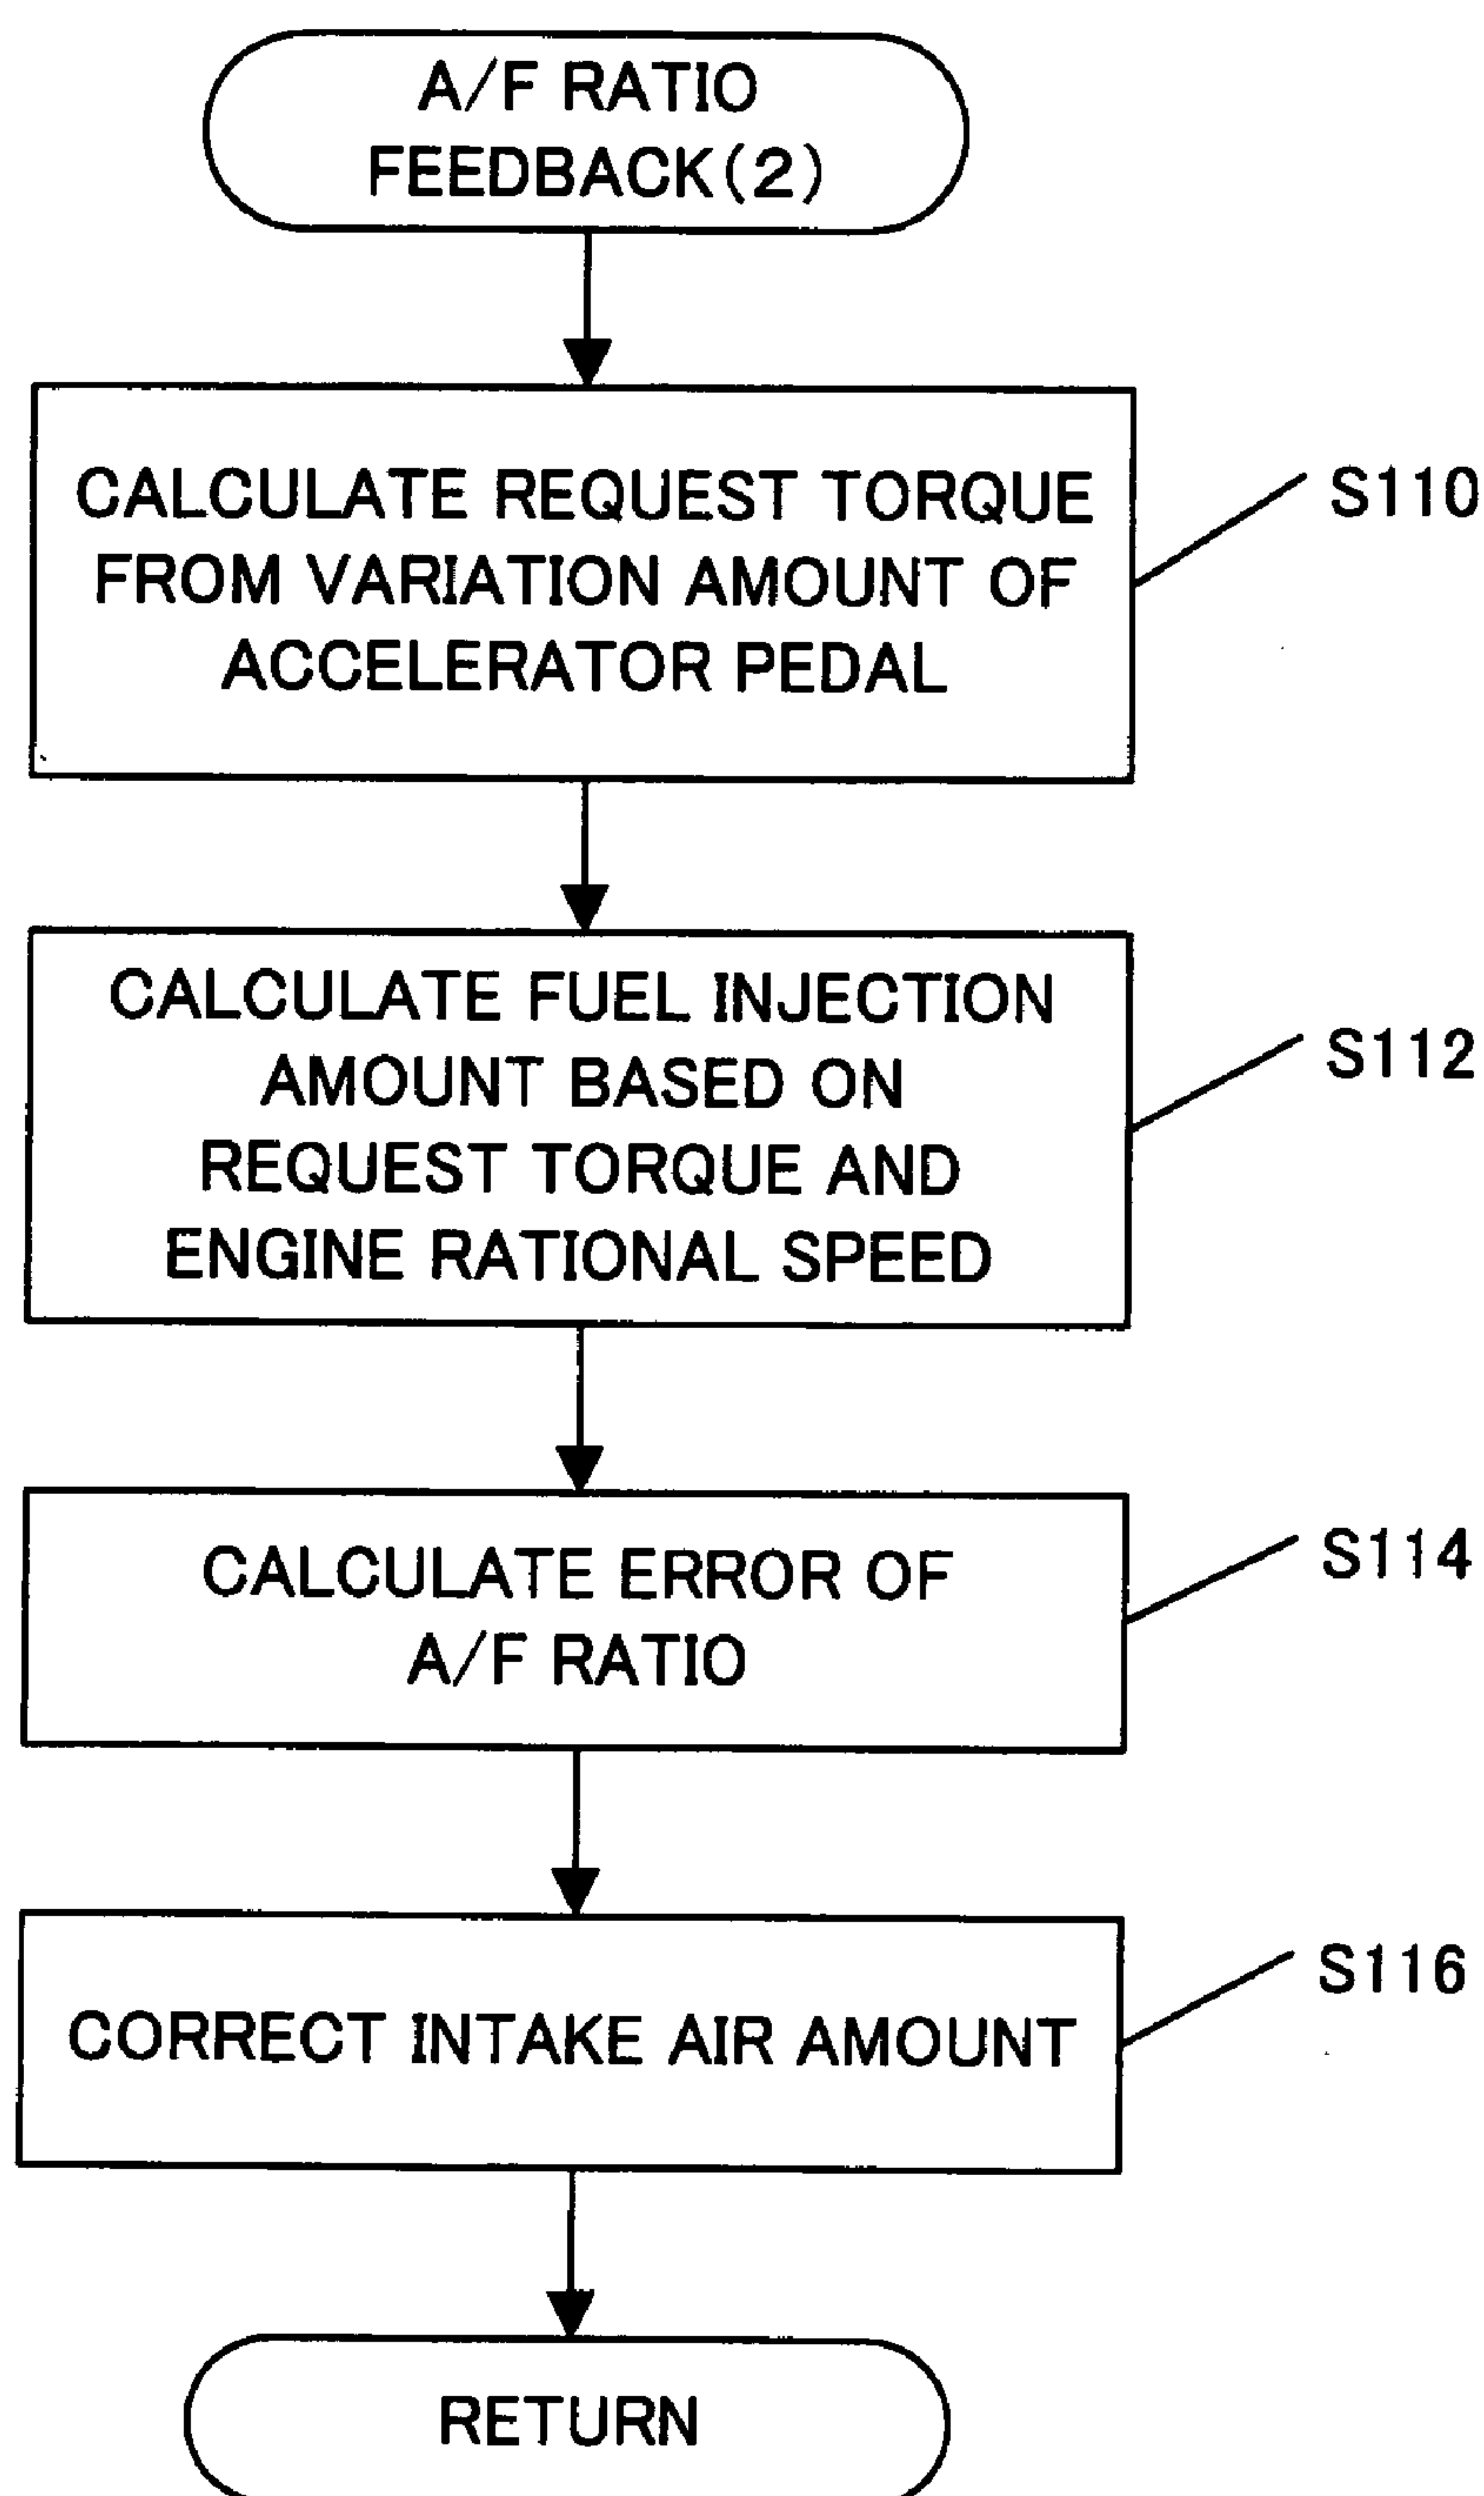 A/F RATIO
FEEDBACK(2)
CALCULATE REQUEST TORQUE
FROM VARIATION AMOUNT OF
ACCELERATOR PEDAL
S110
CALCULATE FUEL INJECTION
AMOUNT BASED ON
REQUEST TORQUE AND
ENGINE RATIONAL SPEED
S112
CALCULATE ERROR OF
A/F RATIO
S114
CORRECT INTAKE AIR AMOUNT
S116
RETURN